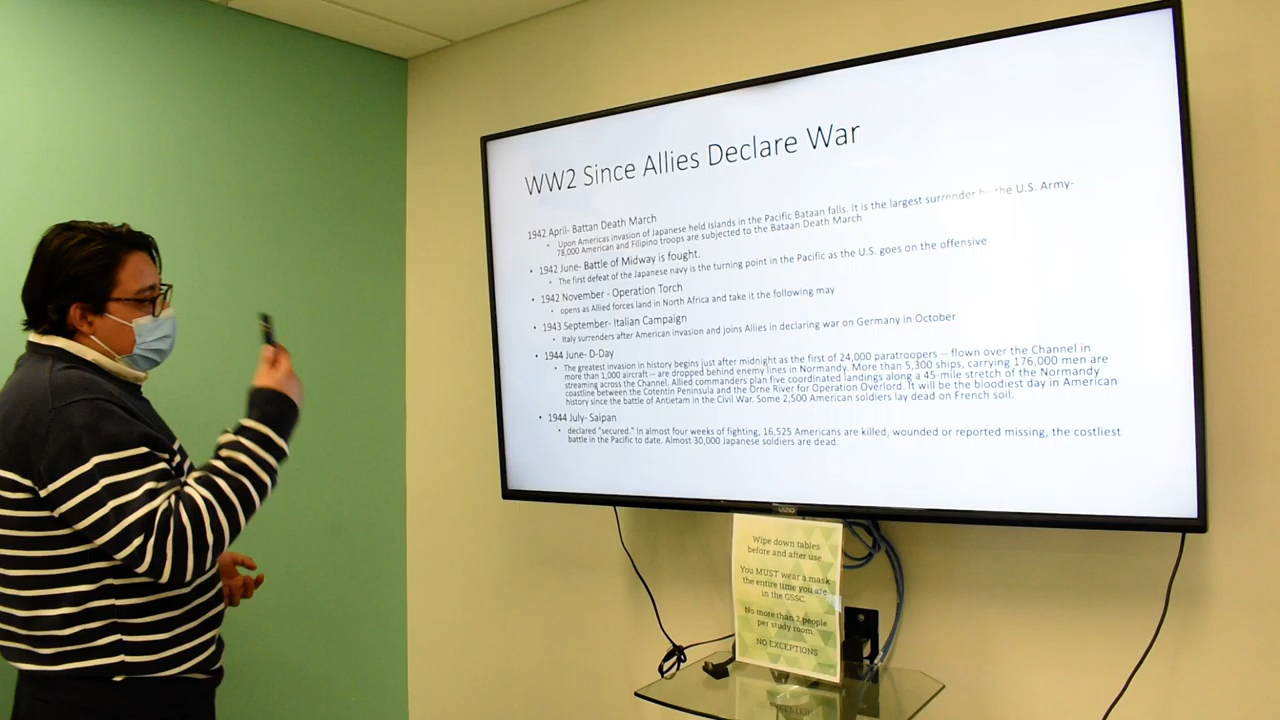 WW2 Since Allies Declare War
1942 April- Battan Death March
• Upon Americas invasion of Japanese held Islands in the Pacific Bataan falls. It is the largest surrender by the U.S. Army-
78,000 American and Filipino troops are subjected to the Bataan Death March
• 1942 June- Battle of Midway is fought.
• The first defeat of the Japanese navy is the turning point in the Pacific as the U.S. goes on the offensive
• 1942 November - Operation Torch
• opens as Allied forces land in North Africa and take it the following may
• 1943 September- Italian Campaign
• Italy surrenders after American invasion and joins Allies in declaring war on Germany in October
• 1944 June- D-Day
• The greatest invasion in history begins just after midnight as the first of 24,000 paratroopers -- flown over the Channel in
more than 1,000 aircraft -- are dropped behind enemy lines in Normandy. More than 5,300 ships, carrying 176,000 men are
streaming across the Channel. Allied commanders plan five coordinated landings along a 45-mile stretch of the Normandy
coastline between the Cotentin Peninsula and the Orne River for Operation Overlord. It will be the bloodiest day in American
history since the battle of Antietam in the Civil War. Some 2,500 American soldiers lay dead on French soil.
• 1944 July- Saipan
• declared "secured." In almost four weeks of fighting, 16,525 Americans are killed, wounded or reported missing, the costliest
battle in the Pacific to date. Almost 30,000 Japanese soldiers are dead.
VIZIO
Wipe down tables
before and after use.
You MUST wear a mask
the entire time you are
in the GSSC.
No more than 2 people
per study room.
NO EXCEPTIONS